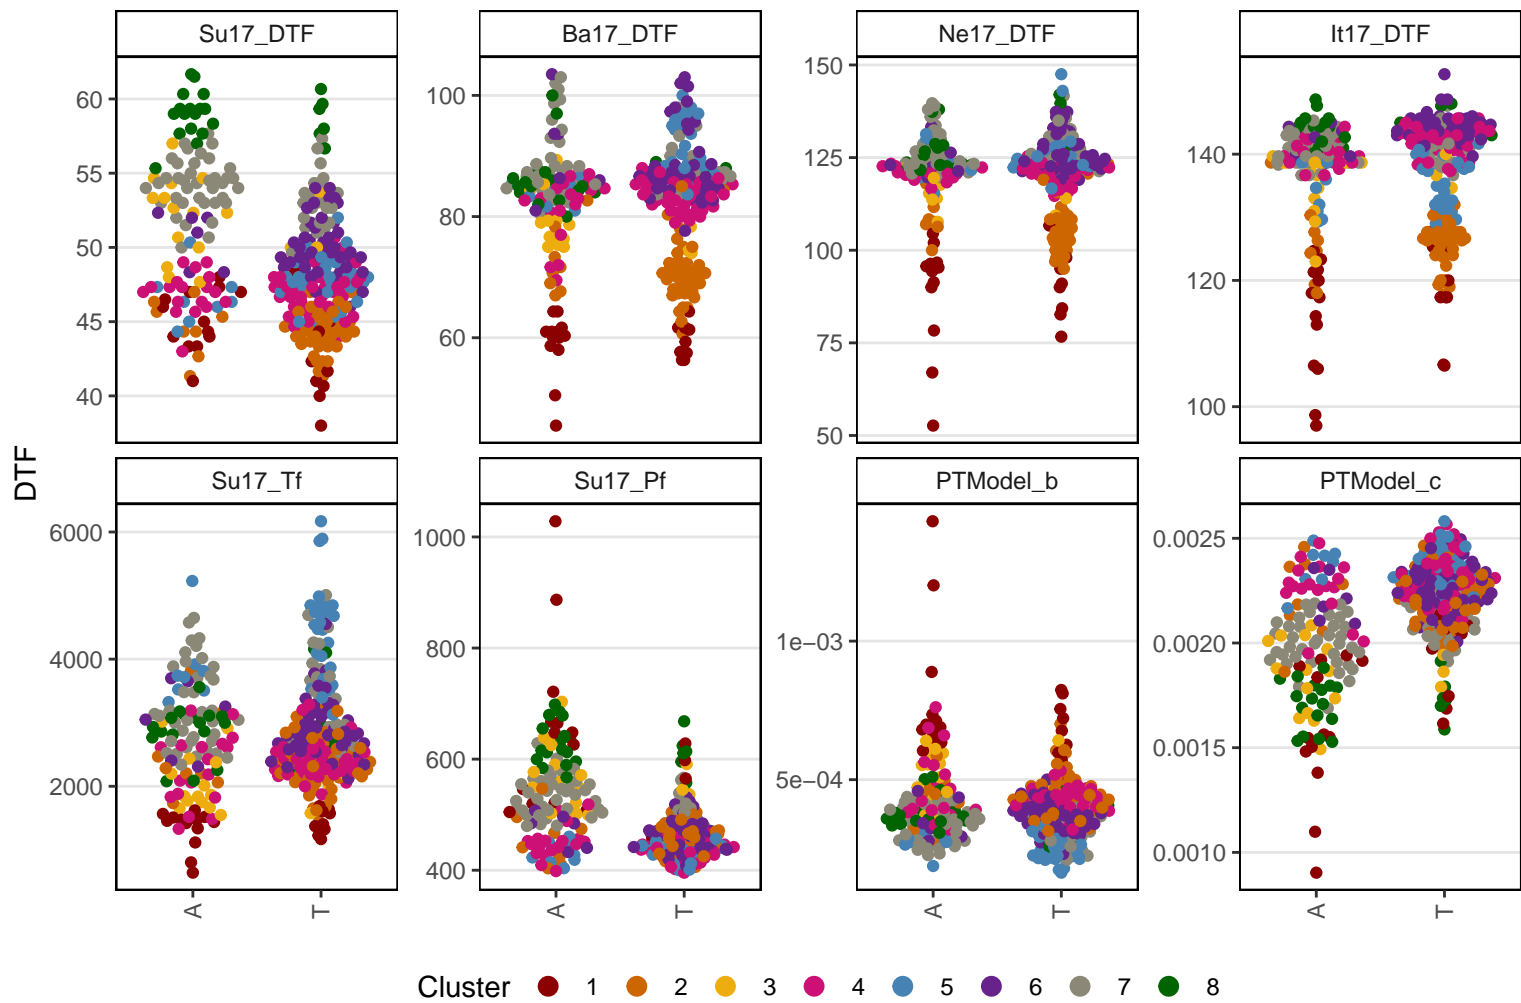 Su17_DTF
Ba17_DTF
Ne17_DTF
It17_DTF
60
55
50
45
40
100
80
60
150
125
100
75
50
140
120
100
DTF
Su17_Tf
Su17_Pf
PTModel_b
PTModel_c
6000
4000
2000
1000
800
600
400
1e−03
5e−04
0.0025
0.0020
0.0015
0.0010
A T A T A T A T
Cluster 1 2 3 4 5 6 7 8